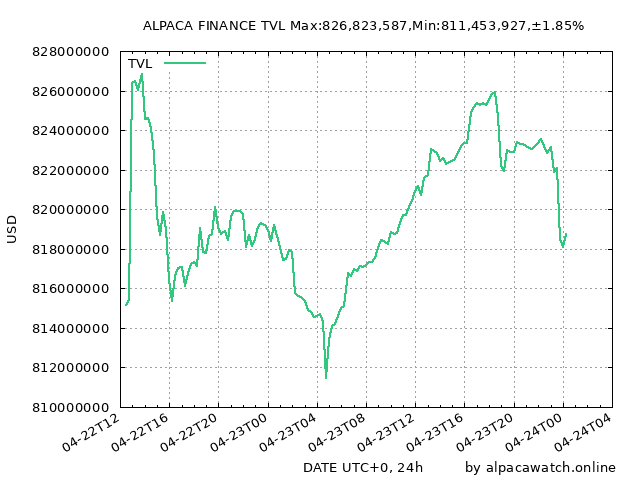 ALPACA FINANCE TVL Max:826,823,587,Min:811,453,927,±1.85%
TVL
828000000
826000000
824000000
822000000
820000000
818000000
816000000
814000000
812000000
810000000
USD
04-22T12
04-22T16
04-22T20
04-23T00
04-23T04
04-23T08
04-23T12
04-23T16
04-23T20
04-24T00
04-24T04
DATE UTC+0, 24h
by alpacawatch.online